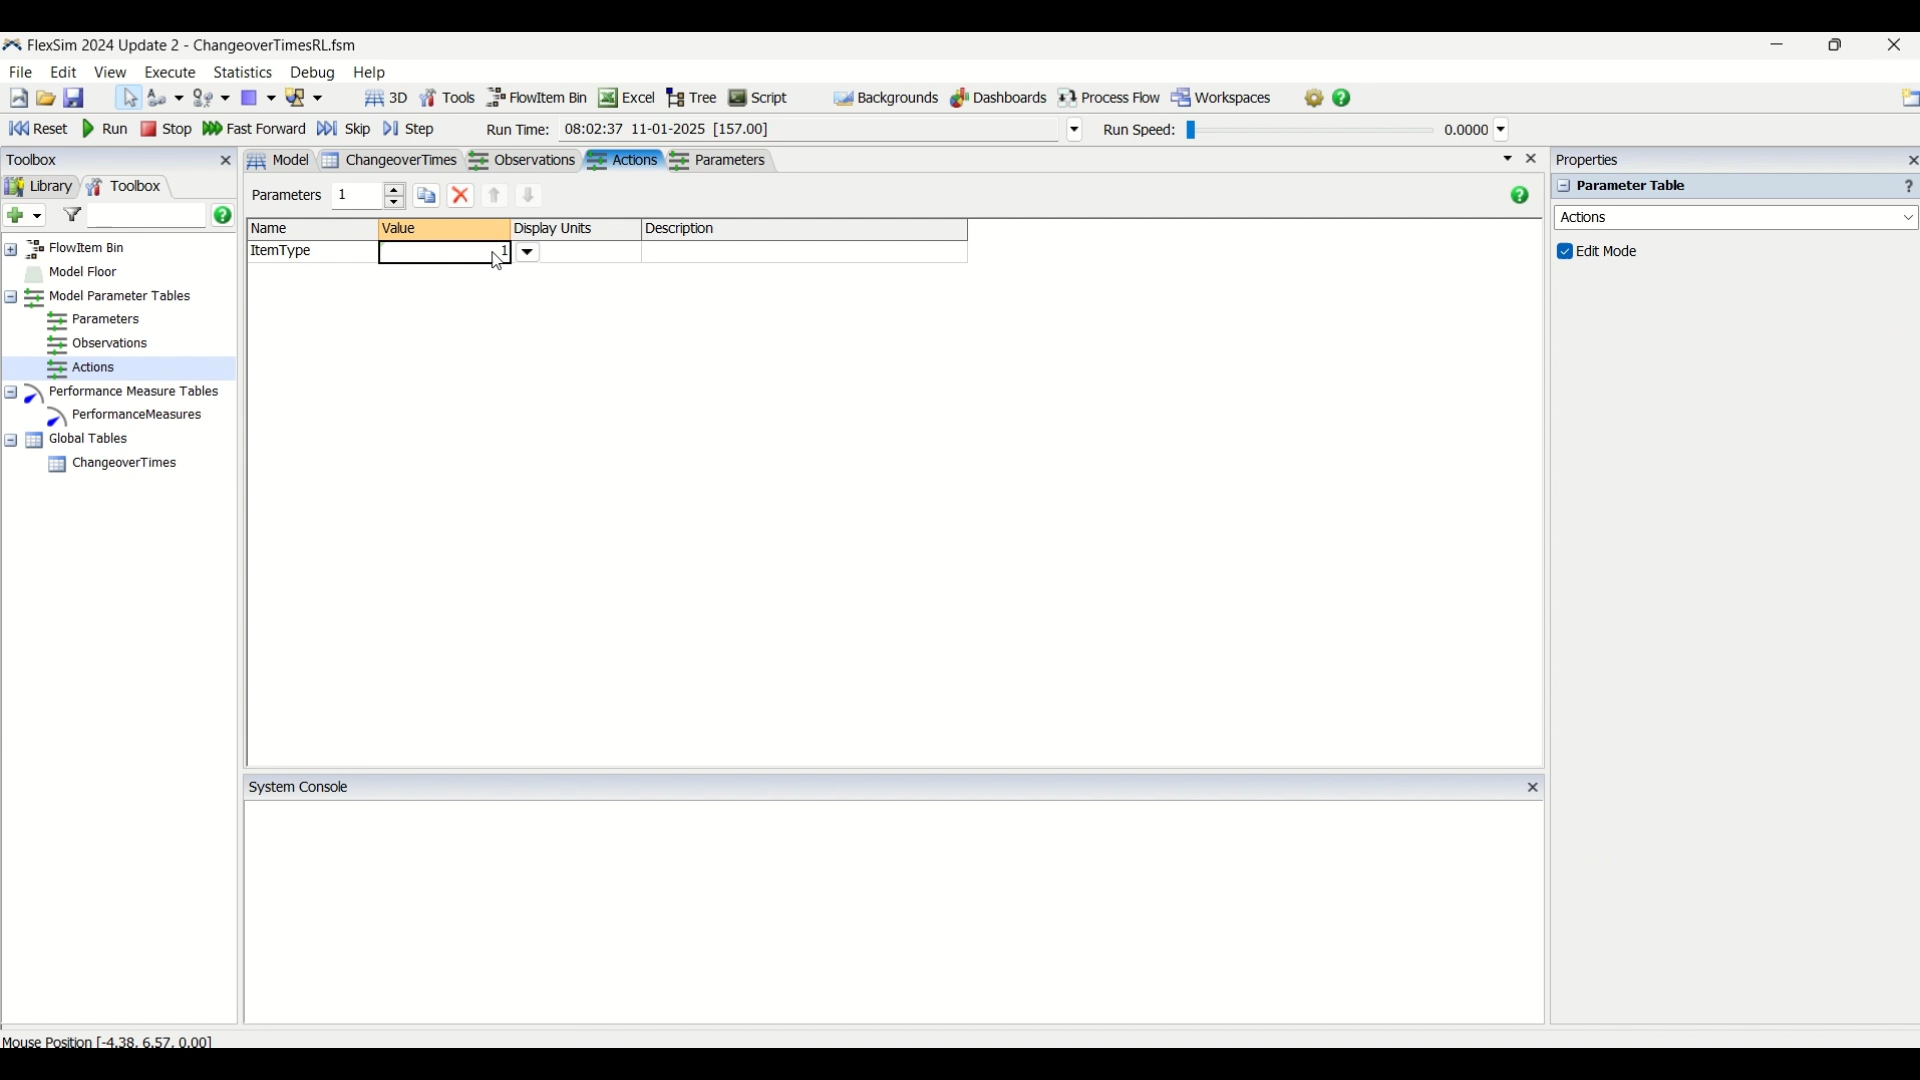 FlexSim 2024 Update 2 - ChangeoverTimesRL.fsm
File Edit View Execute Statistics Debug Help
3D Tools FlowItem Bin Excel Tree Script Backgrounds Dashboards Process Flow Workspaces
Reset Run Stop Fast Forward Skip Step Run Time: 08:02:37 11-01-2025 [157.00] Run Speed: 0.0000
Toolbox
Library Toolbox
FlowItem Bin
Model Floor
Model Parameter Tables
Parameters
Observations
Actions
Performance Measure Tables
PerformanceMeasures
Global Tables
ChangeoverTimes
Model ChangeoverTimes Observations Actions Parameters
Parameters 1
Name Value Display Units Description
ItemType 1
System Console
Properties
Parameter Table
Actions
Edit Mode
Mouse Position [-4.38, 6.57, 0.00]